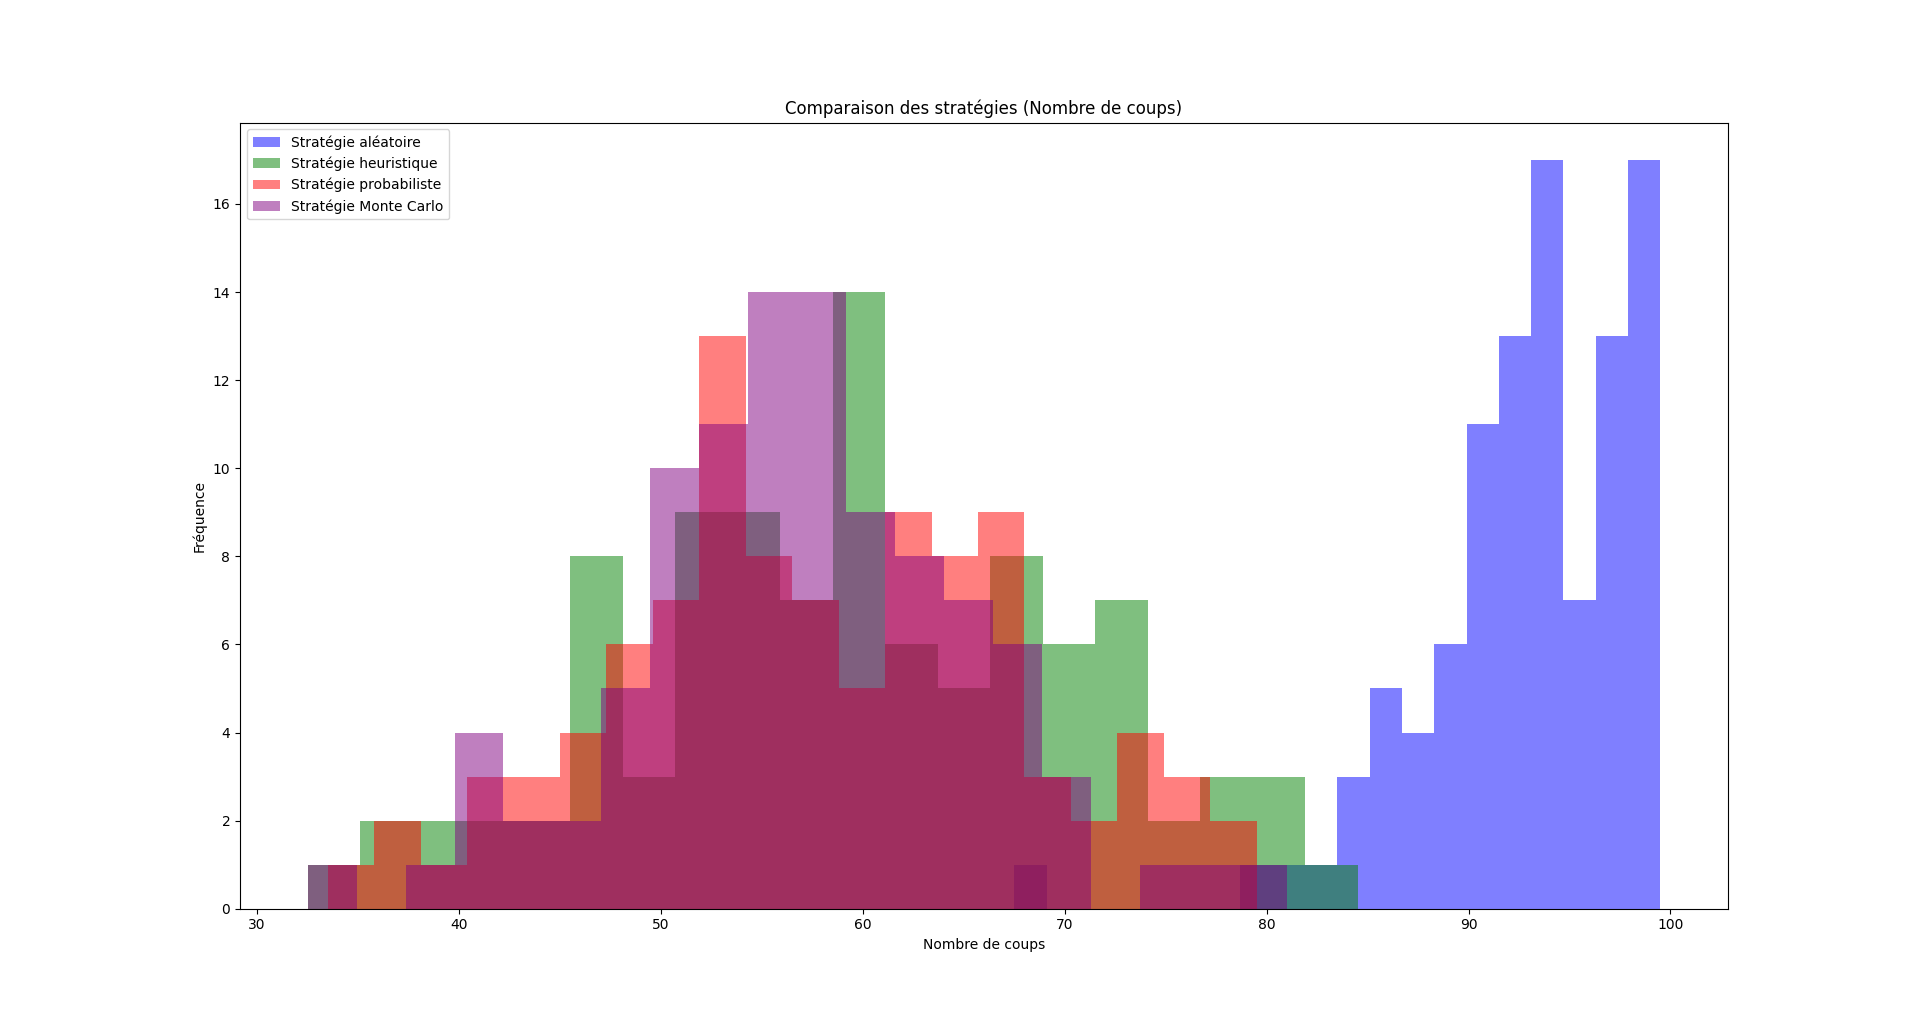 Comparaison des stratégies (Nombre de coups)
Stratégie aléatoire
Stratégie heuristique
Stratégie probabiliste
Stratégie Monte Carlo
16
14
12
10
8
6
4
2
0
Fréquence
30 40 50 60 70 80 90 100
Nombre de coups